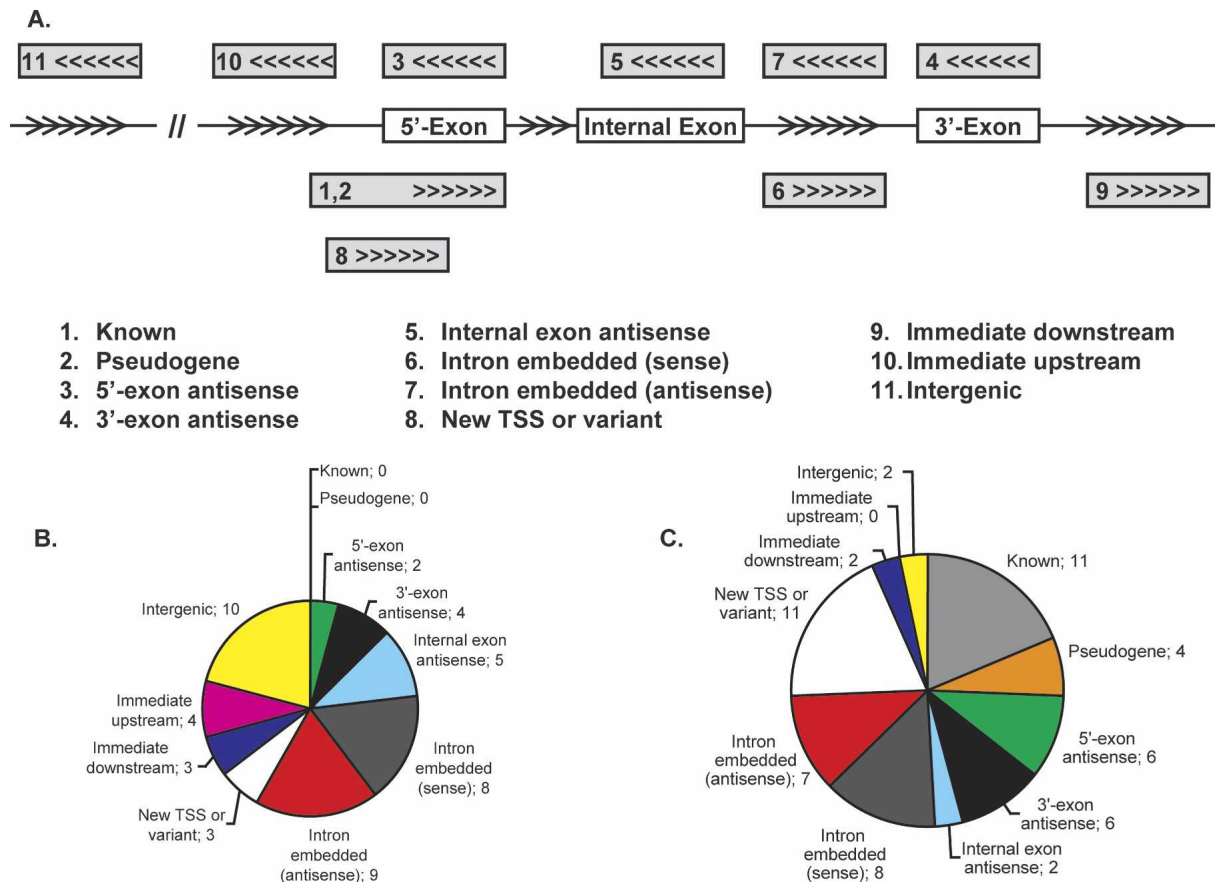 A.
11 <<<<<<
10 <<<<<<
3 <<<<<<
5 <<<<<<
7 <<<<<<
4 <<<<<<
//
5'-Exon
Internal Exon
3'-Exon
1,2 >>>>>>
6 >>>>>>
9 >>>>>>
8 >>>>>>
1. Known
2. Pseudogene
3. 5'-exon antisense
4. 3'-exon antisense
5. Internal exon antisense
6. Intron embedded (sense)
7. Intron embedded (antisense)
8. New TSS or variant
9. Immediate downstream
10. Immediate upstream
11. Intergenic
B.
Known; 0
Pseudogene; 0
5'-exon
antisense; 2
3'-exon
antisense; 4
Internal exon
antisense; 5
Intron
embedded
(sense); 8
Intron
embedded
(antisense); 9
New TSS or
variant; 3
Immediate
downstream; 3
Immediate
upstream; 4
Intergenic; 10
C.
Known; 11
Pseudogene; 4
5'-exon
antisense; 6
3'-exon
antisense; 6
Internal exon
antisense; 2
Intron
embedded
(sense); 8
Intron
embedded
(antisense); 7
New TSS or
variant; 11
Immediate
downstream; 2
Immediate
upstream; 0
Intergenic; 2